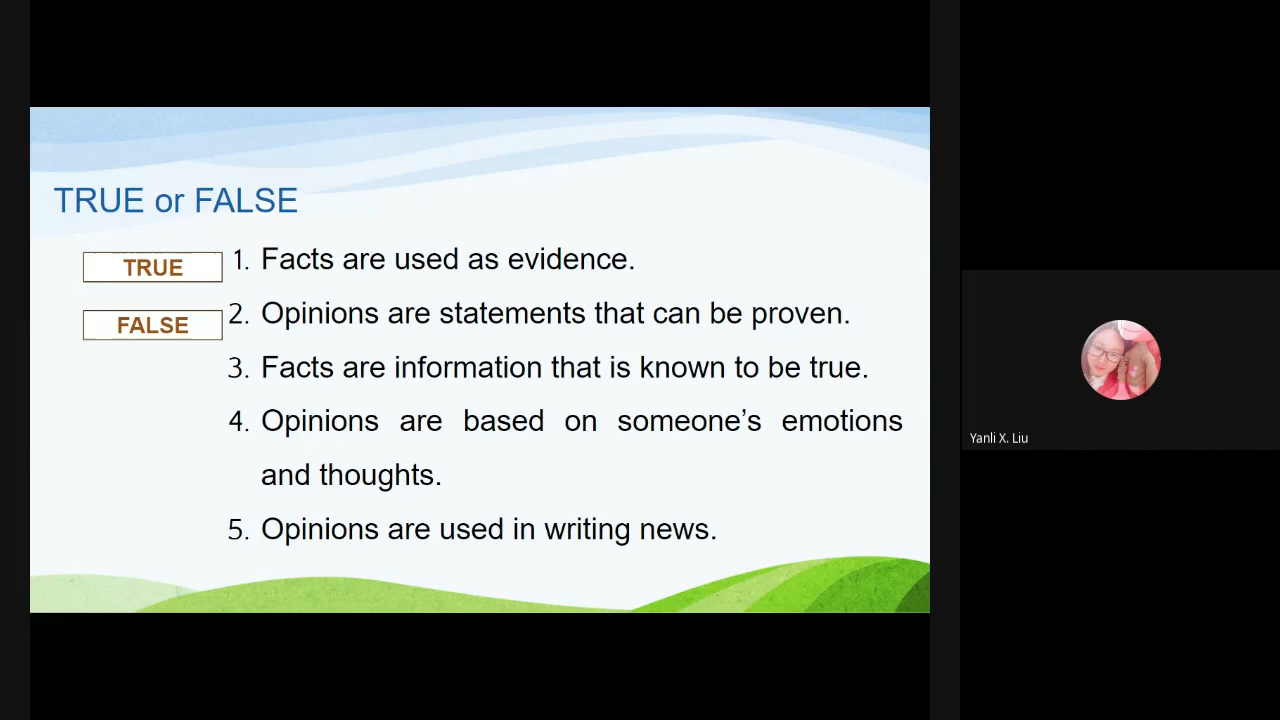 TRUE or FALSE
TRUE 1. Facts are used as evidence.
FALSE 2. Opinions are statements that can be proven.
3. Facts are information that is known to be true.
4. Opinions are based on someone’s emotions
and thoughts.
5. Opinions are used in writing news.
Yanli X. Liu